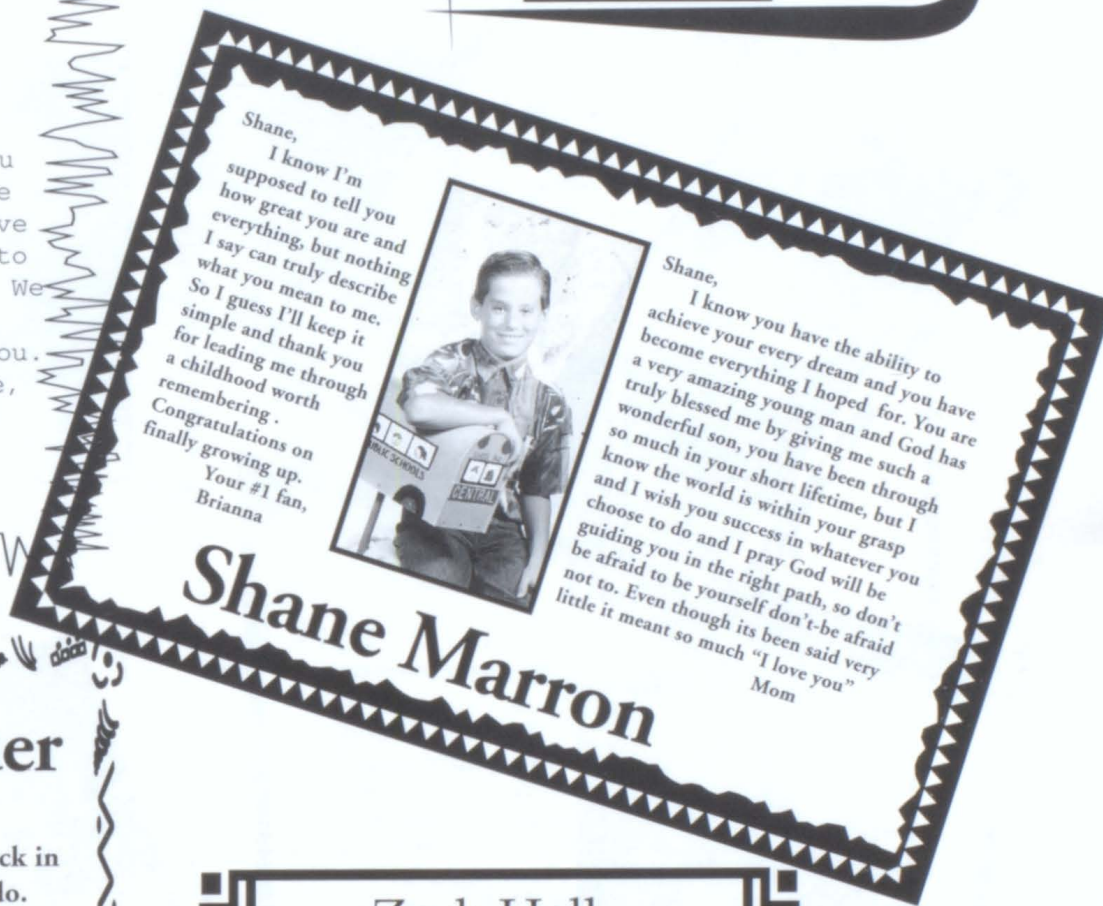 u
e
ve
to
We
ou.
e,
Shane,
I know I'm
supposed to tell you
how great you are and
everything, but nothing
I say can truly describe
what you mean to me.
So I guess I'll keep it
simple and thank you
for leading me through
a childhood worth
remembering .
Congratulations on
finally growing up.
Your #1 fan,
Brianna
PUBLIC SCHOOLS
CENTRAL
Shane,
I know you have the ability to
achieve your every dream and you have
become everything I hoped for. You are
a very amazing young man and God has
truly blessed me by giving me such a
wonderful son, you have been through
so much in your short lifetime, but I
know the world is within your grasp
and I wish you success in whatever you
choose to do and I pray God will be
guiding you in the right path, so don't
be afraid to be yourself don't-be afraid
not to. Even though its been said very
little it meant so much "I love you"
Mom
Shane Marron
er
ck in
lo.